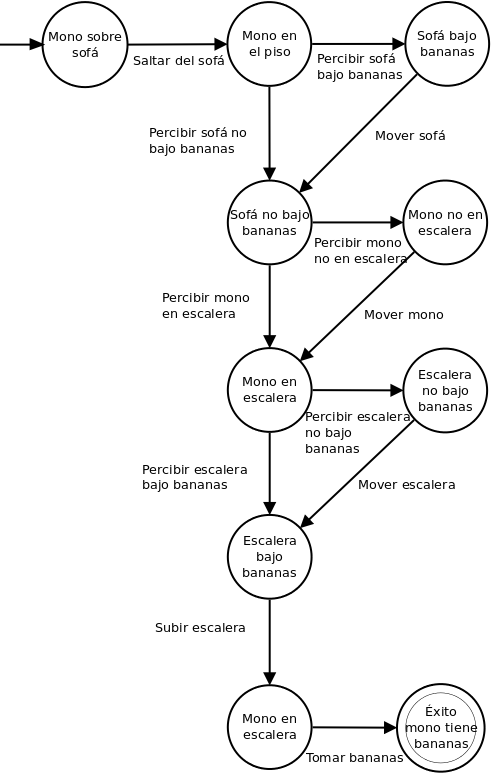 Mono sobre
sofá
Saltar del sofá
Mono en
el piso
Percibir sofá
bajo bananas
Sofá bajo
bananas
Percibir sofá no
bajo bananas
Mover sofá
Sofá no bajo
bananas
Percibir mono
no en escalera
Mono no en
escalera
Percibir mono
en escalera
Mover mono
Mono en
escalera
Percibir escalera
no bajo
bananas
Escalera
no bajo
bananas
Percibir escalera
bajo bananas
Mover escalera
Escalera
bajo
bananas
Subir escalera
Mono en
escalera
Tomar bananas
Éxito
mono tiene
bananas